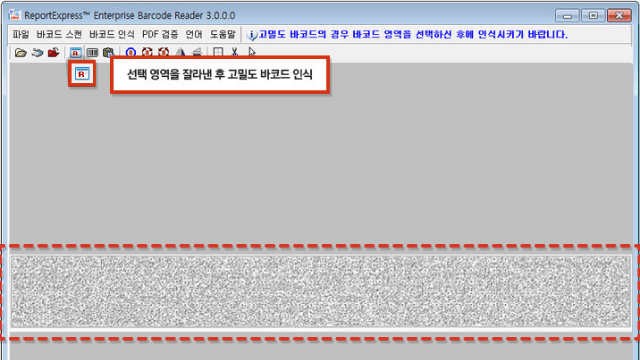 ReportExpress™ Enterprise Barcode Reader 3.0.0.0
파일 바코드 스캔 바코드 인식 PDF 검증 언어 도움말 고밀도 바코드의 경우 바코드 영역을 선택하신 후에 인식시키기 바랍니다.
R
선택 영역을 잘라낸 후 고밀도 바코드 인식